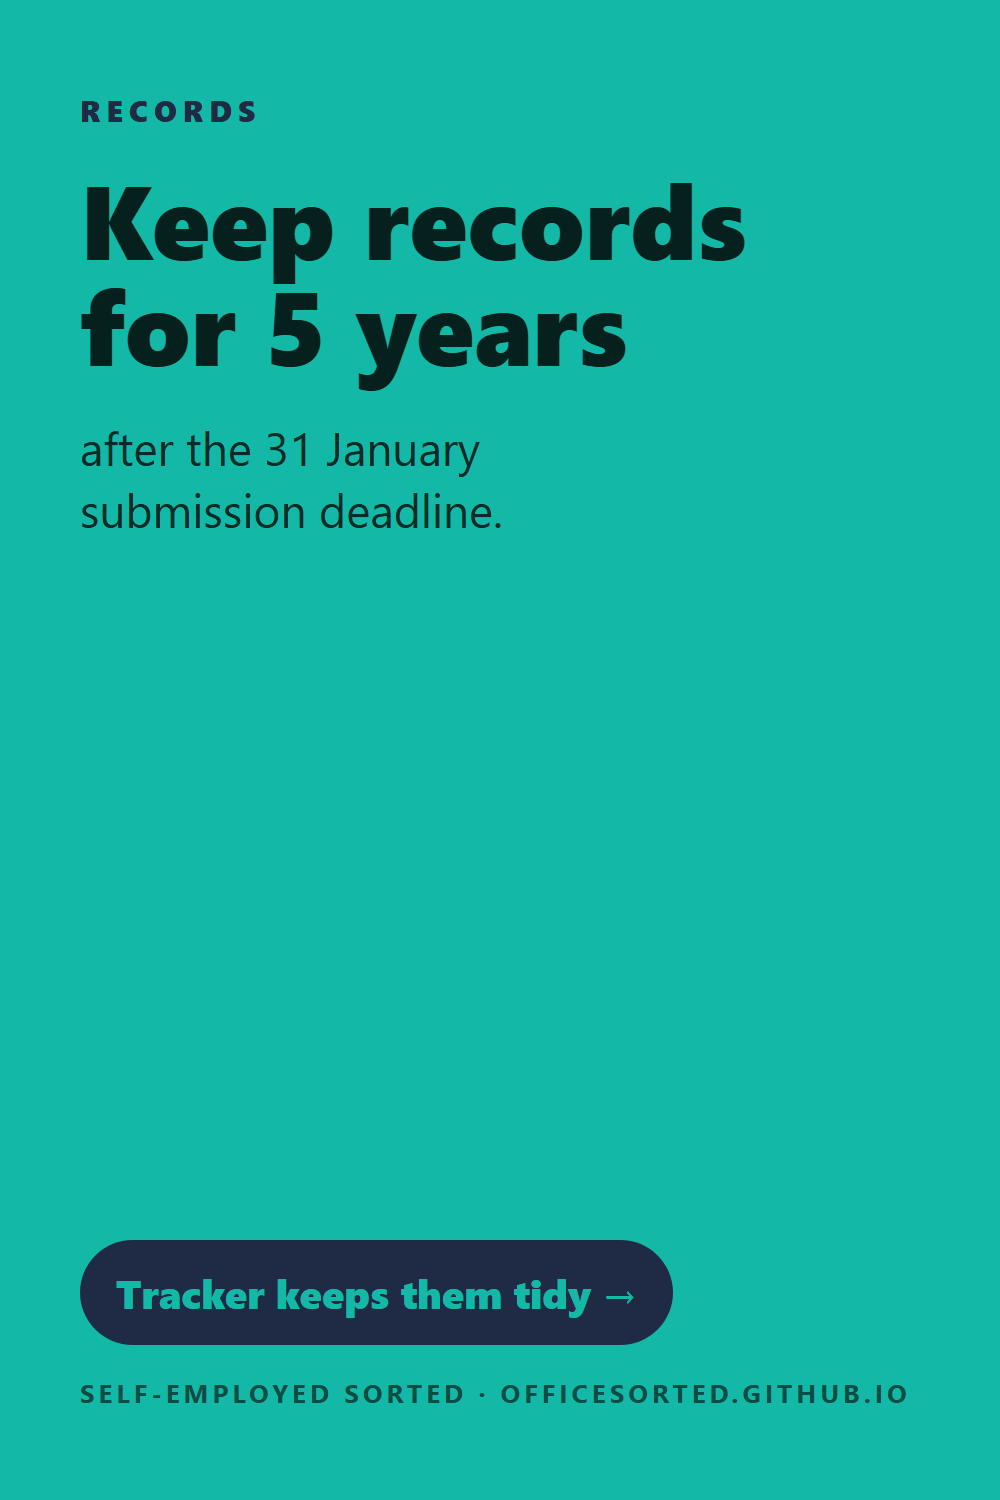 RECORDS
Keep records
for 5 years
after the 31 January
submission deadline.
Tracker keeps them tidy →
SELF-EMPLOYED SORTED · OFFICESORTED.GITHUB.IO